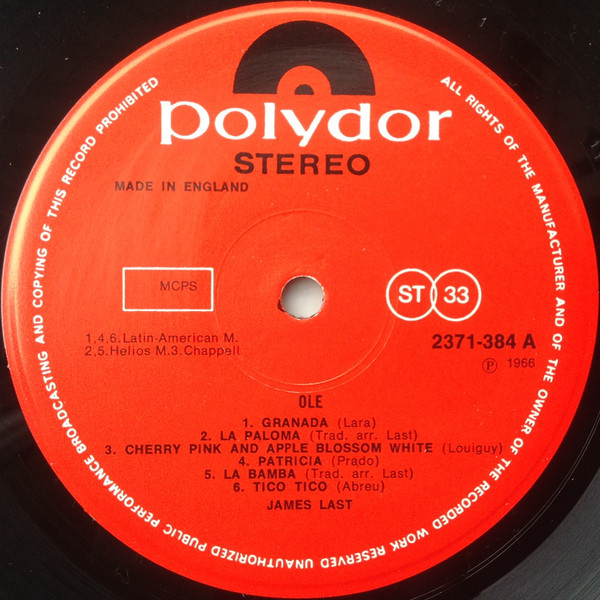 polydor
STEREO
MADE IN ENGLAND
MCPS
ST 33
1,4,6.Latin-American M.
2,5.Helios M.3.Chappell
2371-384 A
Ⓟ 1966
OLE
1. GRANADA (Lara)
2. LA PALOMA (Trad. arr. Last)
3. CHERRY PINK AND APPLE BLOSSOM WHITE (Louiguy)
4. PATRICIA (Prado)
5. LA BAMBA (Trad. arr. Last)
6. TICO TICO (Abreu)
JAMES LAST
ALL RIGHTS OF THE MANUFACTURER AND OF THE OWNER OF THE RECORDED WORK RESERVED UNAUTHORIZED PUBLIC PERFORMANCE BROADCASTING AND COPYING OF THIS RECORD PROHIBITED